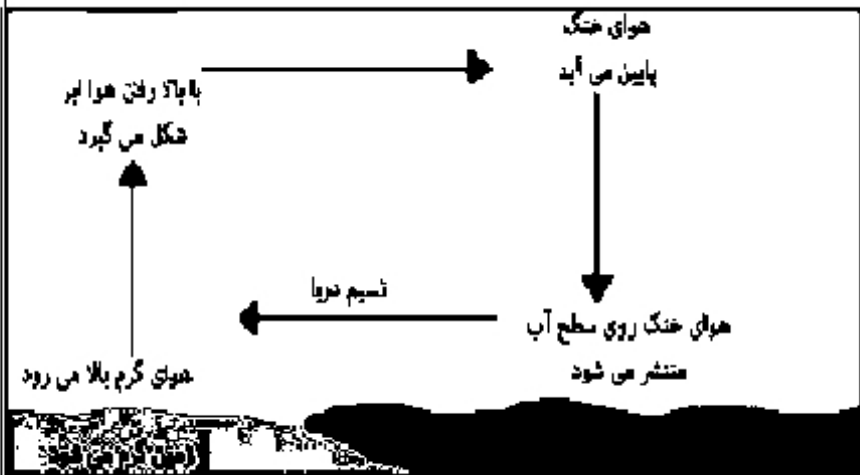 هوای خنک
پایین می آید
با بالا رفتن هوا ابر
شکل می گیرد
نسیم دریا
هوای خنک روی سطح آب
منتشر می شود
هوای گرم بالا می رود